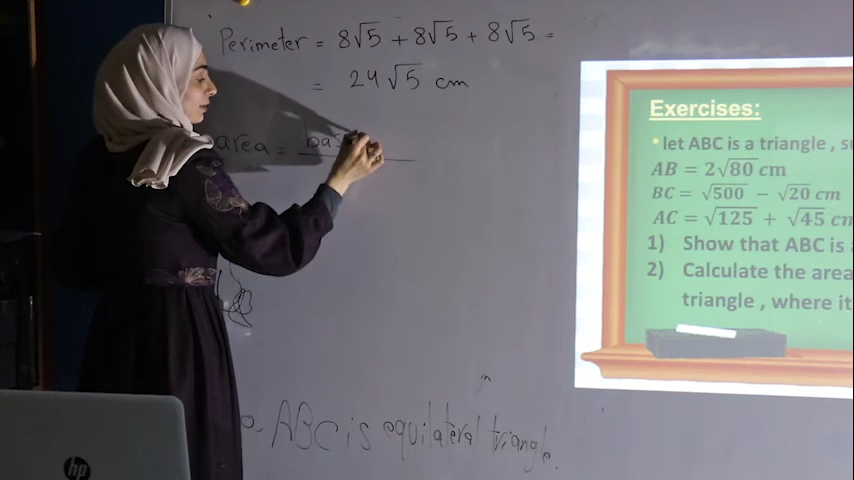 Perimeter = 8√5 + 8√5 + 8√5 =
= 24√5 cm
area = bas
ABC is equilateral triangle.
Exercises:
let ABC is a triangle , s
AB = 2√80 cm
BC = √500 − √20 cm
AC = √125 + √45 cm
1) Show that ABC is
2) Calculate the area
triangle , where it
hp